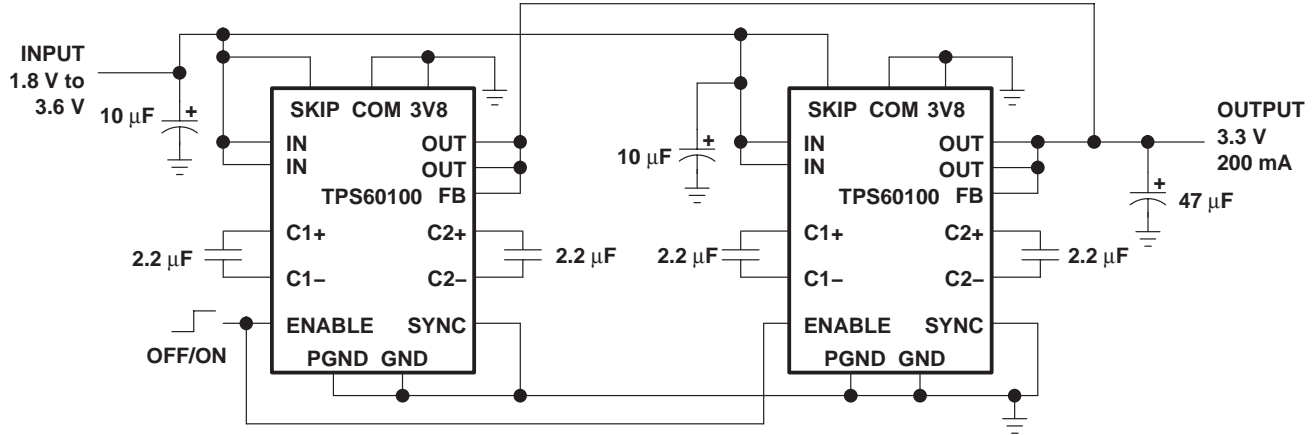 INPUT
1.8 V to
3.6 V
10 μF
+
SKIP COM 3V8
IN
IN
OUT
OUT
TPS60100 FB
C1+
C1−
C2+
C2−
2.2 μF
2.2 μF
ENABLE SYNC
PGND GND
OFF/ON
10 μF
+
SKIP COM 3V8
IN
IN
OUT
OUT
TPS60100 FB
C1+
C1−
C2+
C2−
2.2 μF
2.2 μF
ENABLE SYNC
PGND GND
OUTPUT
3.3 V
200 mA
+
47 μF